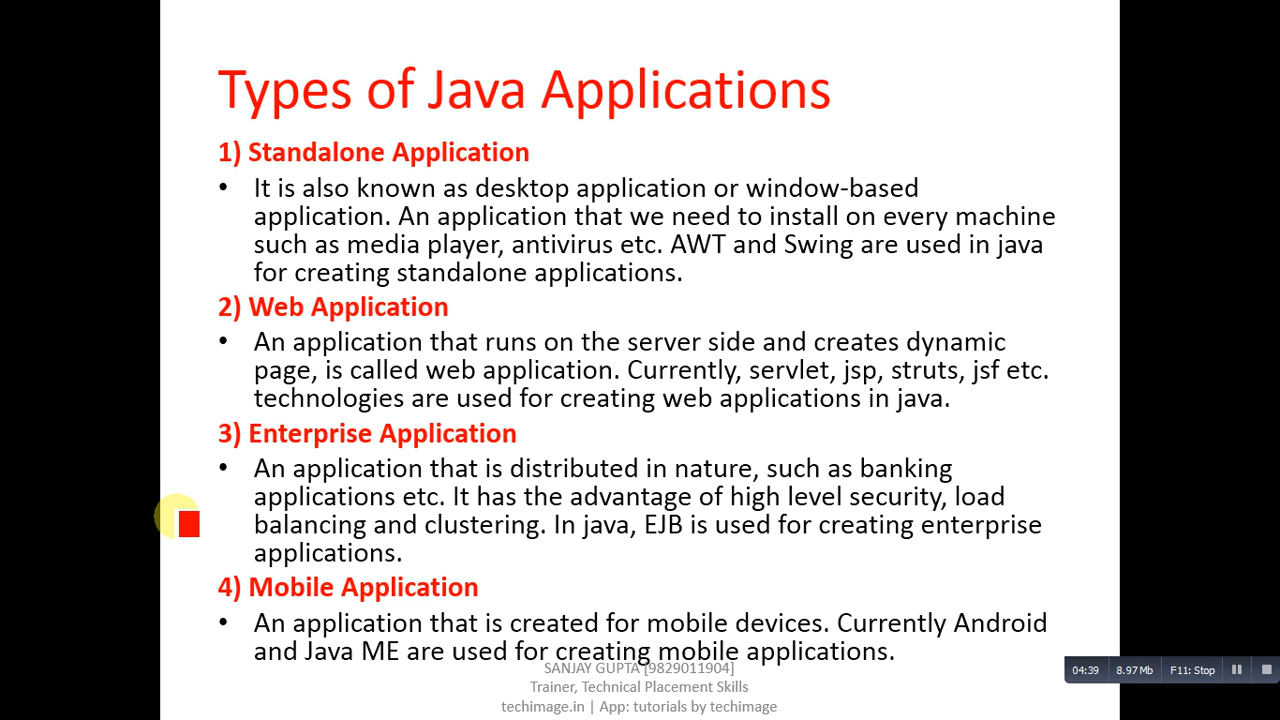 Types of Java Applications
1) Standalone Application
• It is also known as desktop application or window-based
application. An application that we need to install on every machine
such as media player, antivirus etc. AWT and Swing are used in java
for creating standalone applications.
2) Web Application
• An application that runs on the server side and creates dynamic
page, is called web application. Currently, servlet, jsp, struts, jsf etc.
technologies are used for creating web applications in java.
3) Enterprise Application
• An application that is distributed in nature, such as banking
applications etc. It has the advantage of high level security, load
balancing and clustering. In java, EJB is used for creating enterprise
applications.
4) Mobile Application
• An application that is created for mobile devices. Currently Android
and Java ME are used for creating mobile applications.
SANJAY GUPTA [9829011904]
Trainer, Technical Placement Skills
techimage.in | App: tutorials by techimage
04:39 8.97 Mb F11: Stop